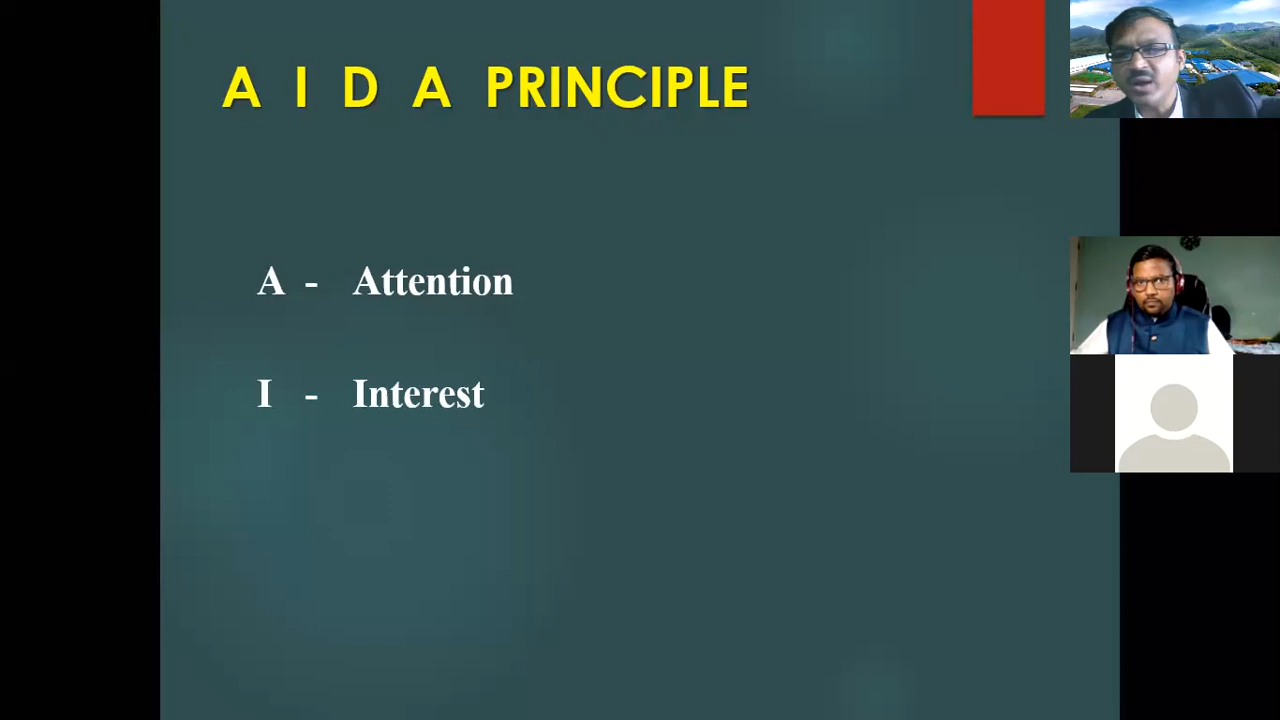 A I D A PRINCIPLE
A - Attention
I - Interest